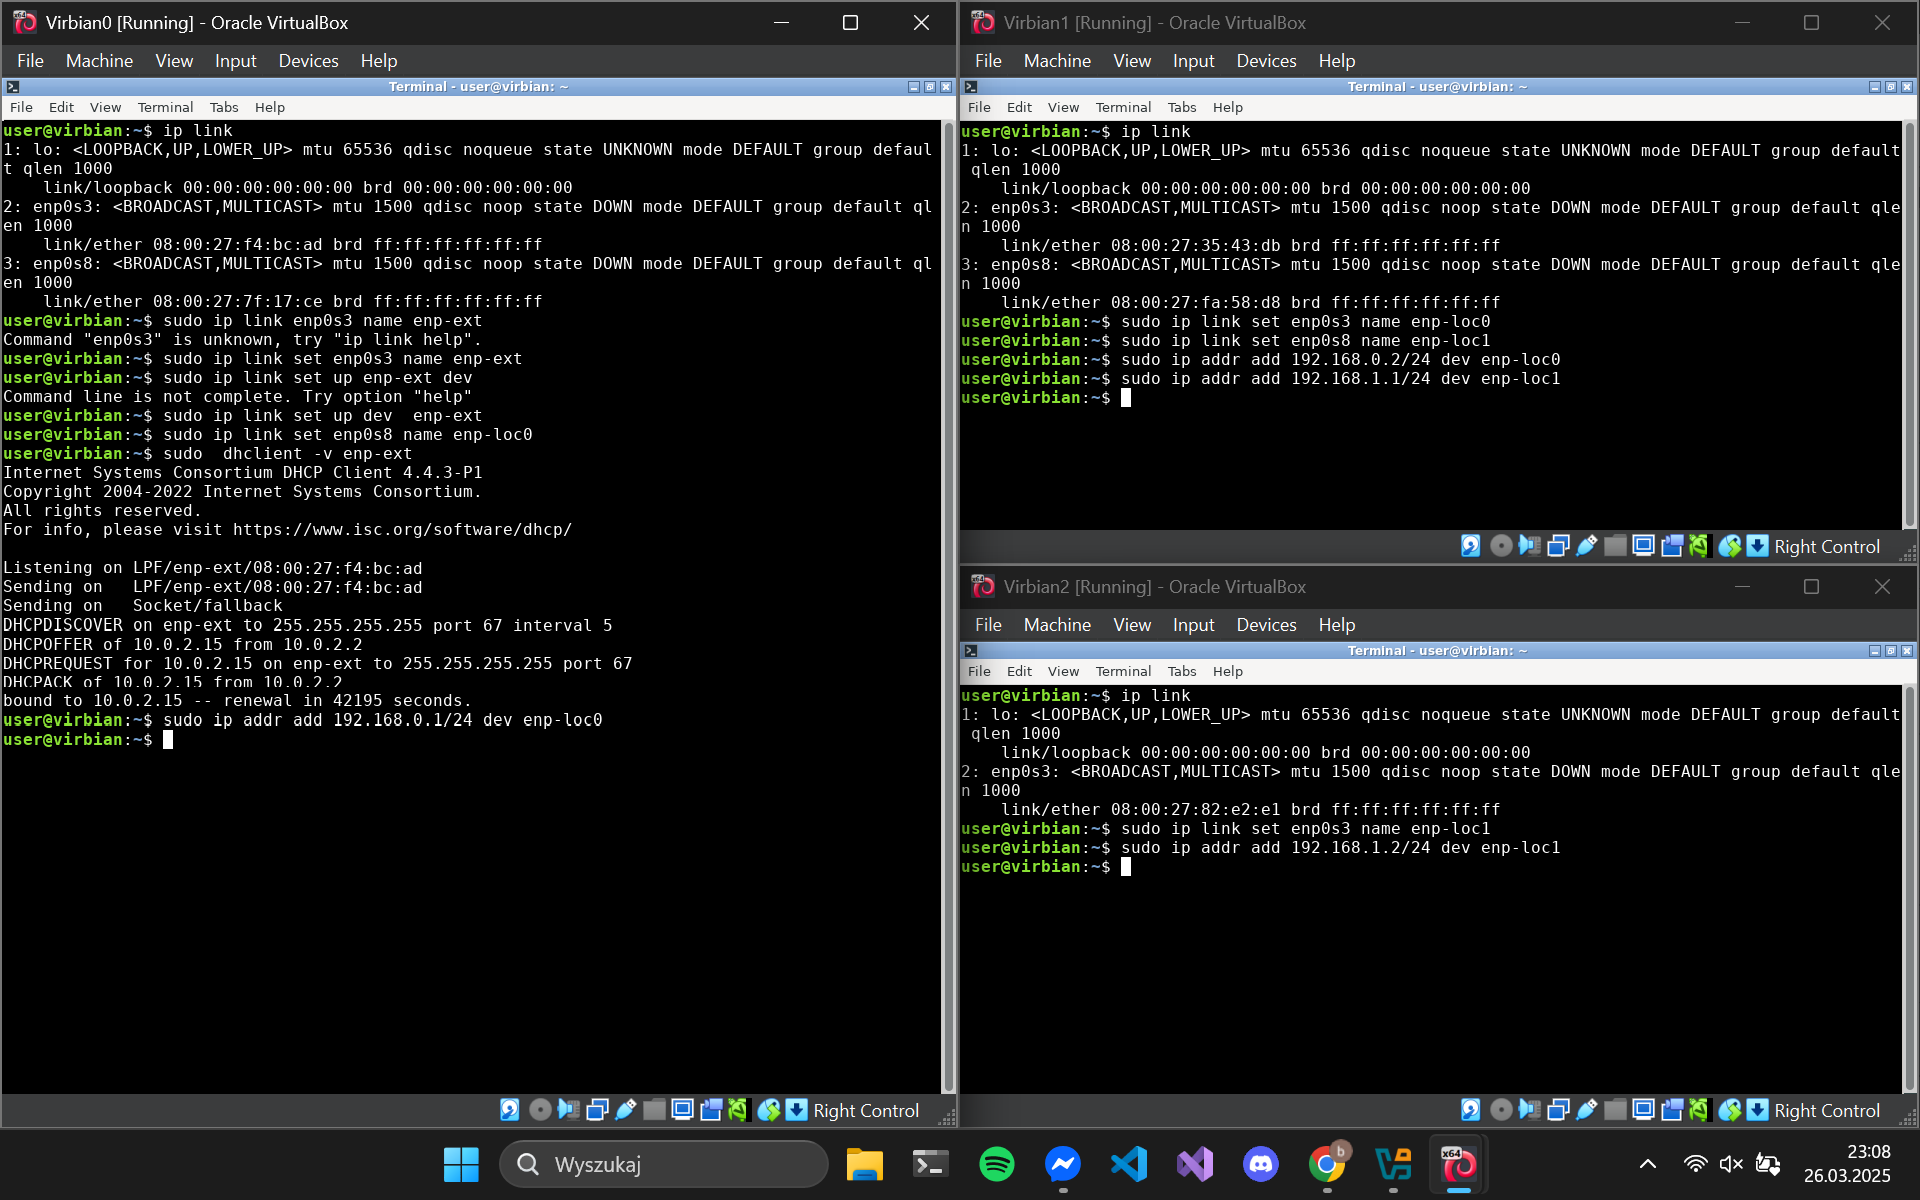 Virbian0 [Running] - Oracle VirtualBox
File Machine View Input Devices Help
Terminal - user@virbian: ~
File Edit View Terminal Tabs Help
user@virbian:~$ ip link
1: lo: <LOOPBACK,UP,LOWER_UP> mtu 65536 qdisc noqueue state UNKNOWN mode DEFAULT group defaul
t qlen 1000
    link/loopback 00:00:00:00:00:00 brd 00:00:00:00:00:00
2: enp0s3: <BROADCAST,MULTICAST> mtu 1500 qdisc noop state DOWN mode DEFAULT group default ql
en 1000
    link/ether 08:00:27:f4:bc:ad brd ff:ff:ff:ff:ff:ff
3: enp0s8: <BROADCAST,MULTICAST> mtu 1500 qdisc noop state DOWN mode DEFAULT group default ql
en 1000
    link/ether 08:00:27:7f:17:ce brd ff:ff:ff:ff:ff:ff
user@virbian:~$ sudo ip link enp0s3 name enp-ext
Command "enp0s3" is unknown, try "ip link help".
user@virbian:~$ sudo ip link set enp0s3 name enp-ext
user@virbian:~$ sudo ip link set up enp-ext dev
Command line is not complete. Try option "help"
user@virbian:~$ sudo ip link set up dev  enp-ext
user@virbian:~$ sudo ip link set enp0s8 name enp-loc0
user@virbian:~$ sudo  dhclient -v enp-ext
Internet Systems Consortium DHCP Client 4.4.3-P1
Copyright 2004-2022 Internet Systems Consortium.
All rights reserved.
For info, please visit https://www.isc.org/software/dhcp/
Listening on LPF/enp-ext/08:00:27:f4:bc:ad
Sending on   LPF/enp-ext/08:00:27:f4:bc:ad
Sending on   Socket/fallback
DHCPDISCOVER on enp-ext to 255.255.255.255 port 67 interval 5
DHCPOFFER of 10.0.2.15 from 10.0.2.2
DHCPREQUEST for 10.0.2.15 on enp-ext to 255.255.255.255 port 67
DHCPACK of 10.0.2.15 from 10.0.2.2
bound to 10.0.2.15 -- renewal in 42195 seconds.
user@virbian:~$ sudo ip addr add 192.168.0.1/24 dev enp-loc0
user@virbian:~$
Right Control
Virbian1 [Running] - Oracle VirtualBox
File Machine View Input Devices Help
Terminal - user@virbian: ~
File Edit View Terminal Tabs Help
user@virbian:~$ ip link
1: lo: <LOOPBACK,UP,LOWER_UP> mtu 65536 qdisc noqueue state UNKNOWN mode DEFAULT group default
 qlen 1000
    link/loopback 00:00:00:00:00:00 brd 00:00:00:00:00:00
2: enp0s3: <BROADCAST,MULTICAST> mtu 1500 qdisc noop state DOWN mode DEFAULT group default qle
n 1000
    link/ether 08:00:27:35:43:db brd ff:ff:ff:ff:ff:ff
3: enp0s8: <BROADCAST,MULTICAST> mtu 1500 qdisc noop state DOWN mode DEFAULT group default qle
n 1000
    link/ether 08:00:27:fa:58:d8 brd ff:ff:ff:ff:ff:ff
user@virbian:~$ sudo ip link set enp0s3 name enp-loc0
user@virbian:~$ sudo ip link set enp0s8 name enp-loc1
user@virbian:~$ sudo ip addr add 192.168.0.2/24 dev enp-loc0
user@virbian:~$ sudo ip addr add 192.168.1.1/24 dev enp-loc1
user@virbian:~$
Right Control
Virbian2 [Running] - Oracle VirtualBox
File Machine View Input Devices Help
Terminal - user@virbian: ~
File Edit View Terminal Tabs Help
user@virbian:~$ ip link
1: lo: <LOOPBACK,UP,LOWER_UP> mtu 65536 qdisc noqueue state UNKNOWN mode DEFAULT group default
 qlen 1000
    link/loopback 00:00:00:00:00:00 brd 00:00:00:00:00:00
2: enp0s3: <BROADCAST,MULTICAST> mtu 1500 qdisc noop state DOWN mode DEFAULT group default qle
n 1000
    link/ether 08:00:27:82:e2:e1 brd ff:ff:ff:ff:ff:ff
user@virbian:~$ sudo ip link set enp0s3 name enp-loc1
user@virbian:~$ sudo ip addr add 192.168.1.2/24 dev enp-loc1
user@virbian:~$
Right Control
Wyszukaj
b
x64
23:08
26.03.2025